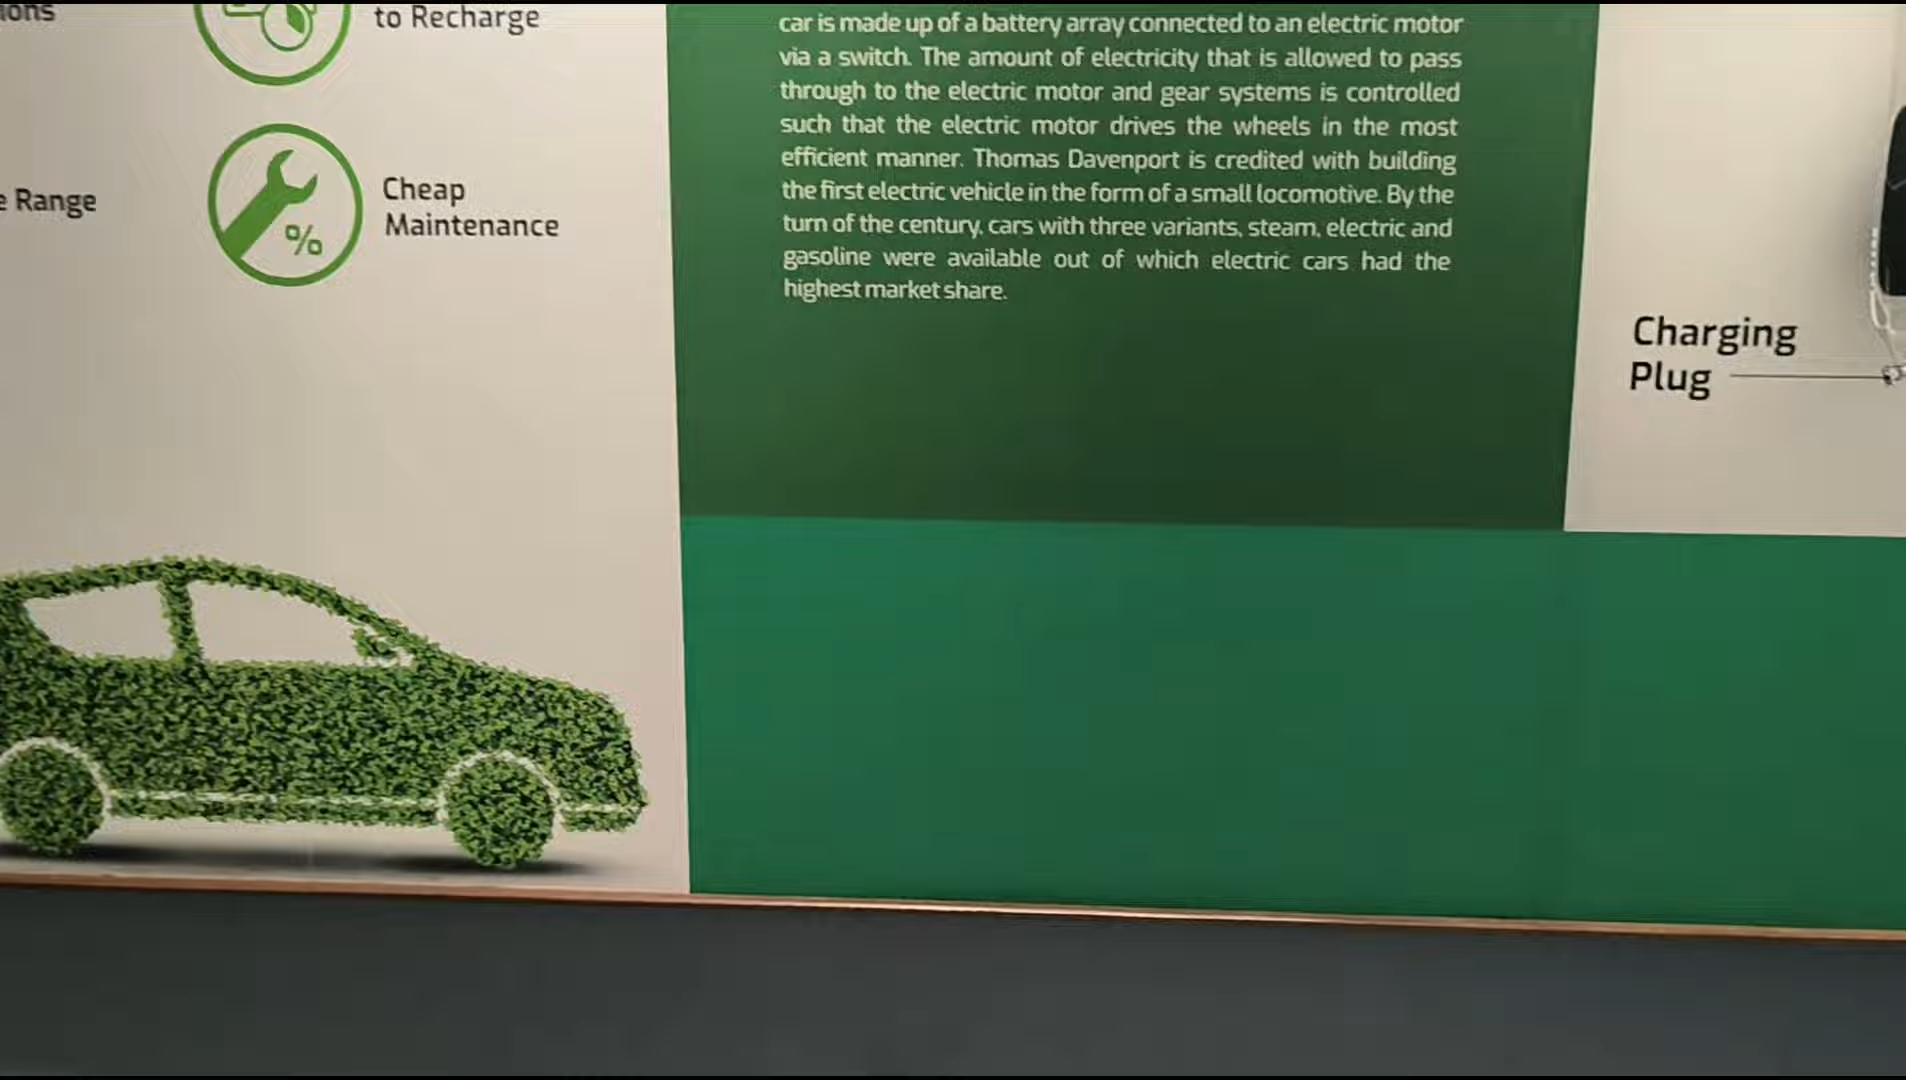 to Recharge
Range
Cheap
Maintenance
%
car is made up of a battery array connected to an electric motor
via a switch. The amount of electricity that is allowed to pass
through to the electric motor and gear systems is controlled
such that the electric motor drives the wheels in the most
efficient manner. Thomas Davenport is credited with building
the first electric vehicle in the form of a small locomotive. By the
turn of the century, cars with three variants, steam, electric and
gasoline were available out of which electric cars had the
highest market share.
Charging
Plug